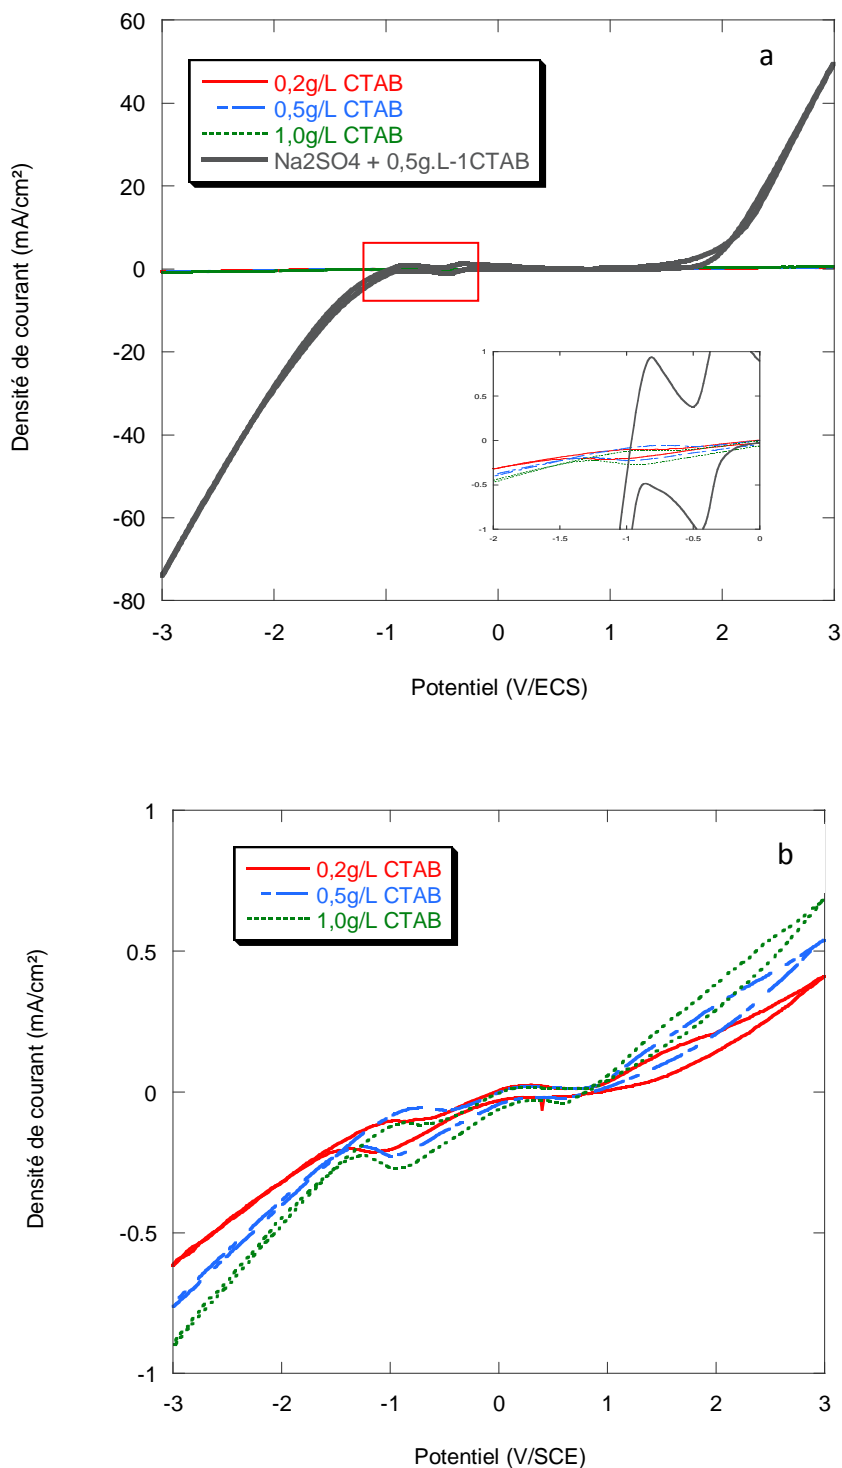 60
a
0,2g/L CTAB
0,5g/L CTAB
1,0g/L CTAB
Na2SO4 + 0,5g.L-1CTAB
40
20
0
-20
-40
-60
-80
Densité de courant (mA/cm²)
1
0.5
0
-0.5
-1
-2 -1.5 -1 -0.5 0
-3 -2 -1 0 1 2 3
Potentiel (V/ECS)
1
b
0,2g/L CTAB
0,5g/L CTAB
1,0g/L CTAB
0.5
0
-0.5
-1
Densité de courant (mA/cm²)
-3 -2 -1 0 1 2 3
Potentiel (V/SCE)